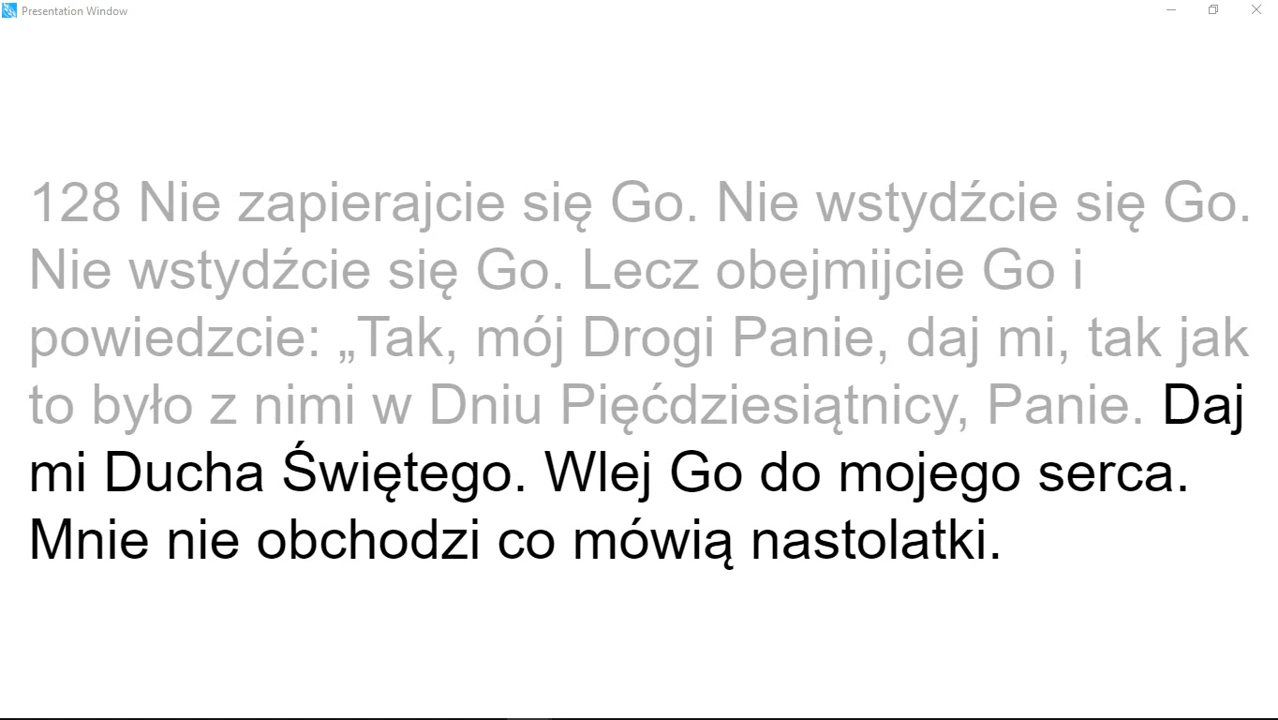 Presentation Window
128 Nie zapierajcie się Go. Nie wstydźcie się Go.
Nie wstydźcie się Go. Lecz obejmijcie Go i
powiedzcie: „Tak, mój Drogi Panie, daj mi, tak jak
to było z nimi w Dniu Pięćdziesiątnicy, Panie. Daj
mi Ducha Świętego. Wlej Go do mojego serca.
Mnie nie obchodzi co mówią nastolatki.